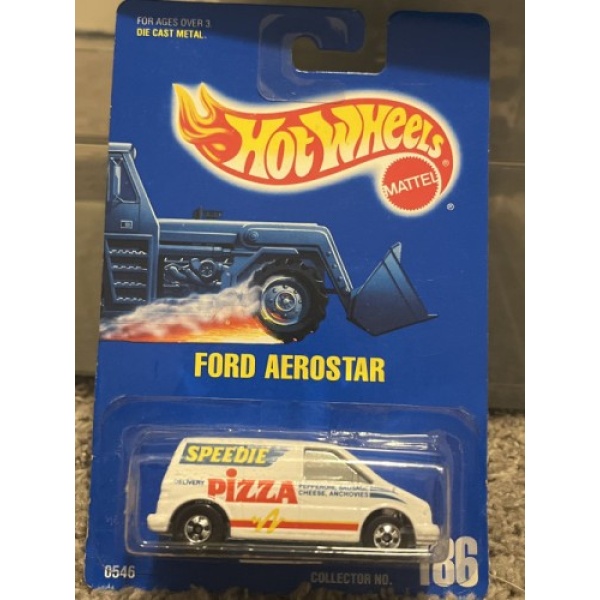 FOR AGES OVER 3
DIE CAST METAL.
HOT WHEELS®
MATTEL
®
FORD AEROSTAR
SPEEDIE
DELIVERY PIZZA PEPPERONI, SAUSAGE
CHEESE, ANCHOVIES
0546
COLLECTOR NO. 186